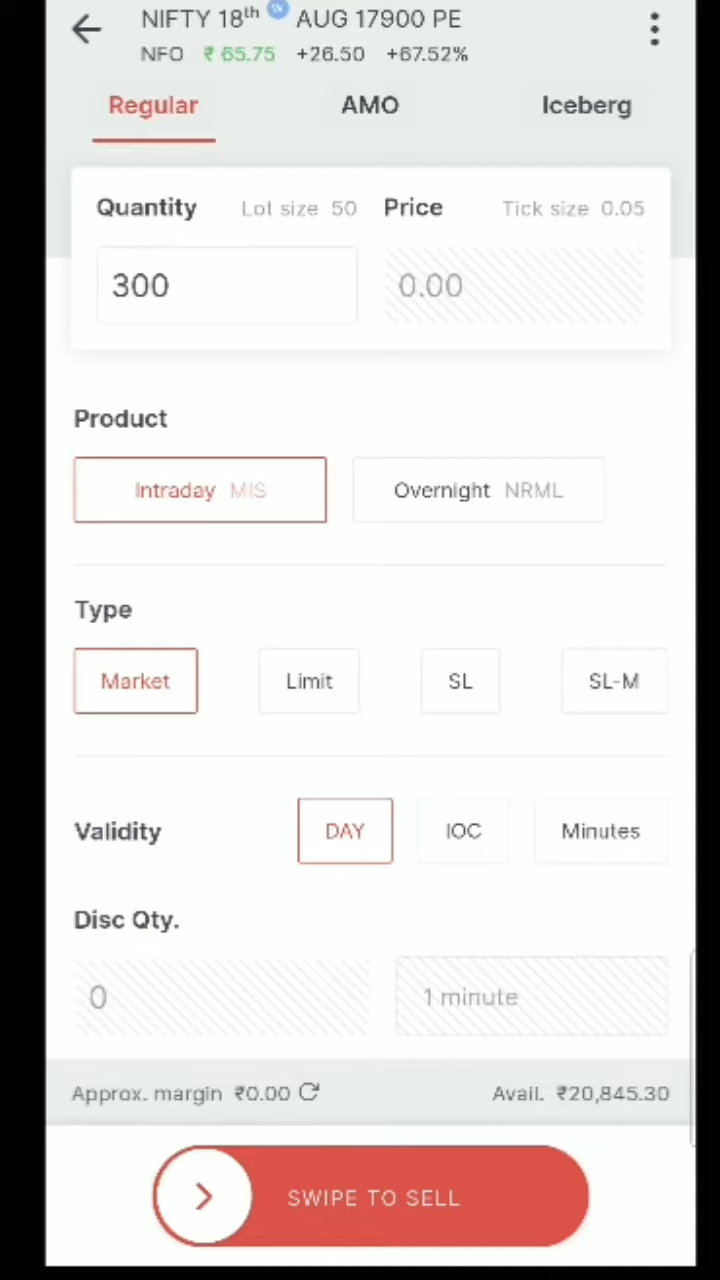 NIFTY 18th W AUG 17900 PE
NFO ₹ 65.75 +26.50 +67.52%
Regular AMO Iceberg
Quantity Lot size 50 Price Tick size 0.05
300 0.00
Product
Intraday MIS Overnight NRML
Type
Market Limit SL SL-M
Validity DAY IOC Minutes
Disc Qty.
0 1 minute
Approx. margin ₹0.00 Avail. ₹20,845.30
SWIPE TO SELL